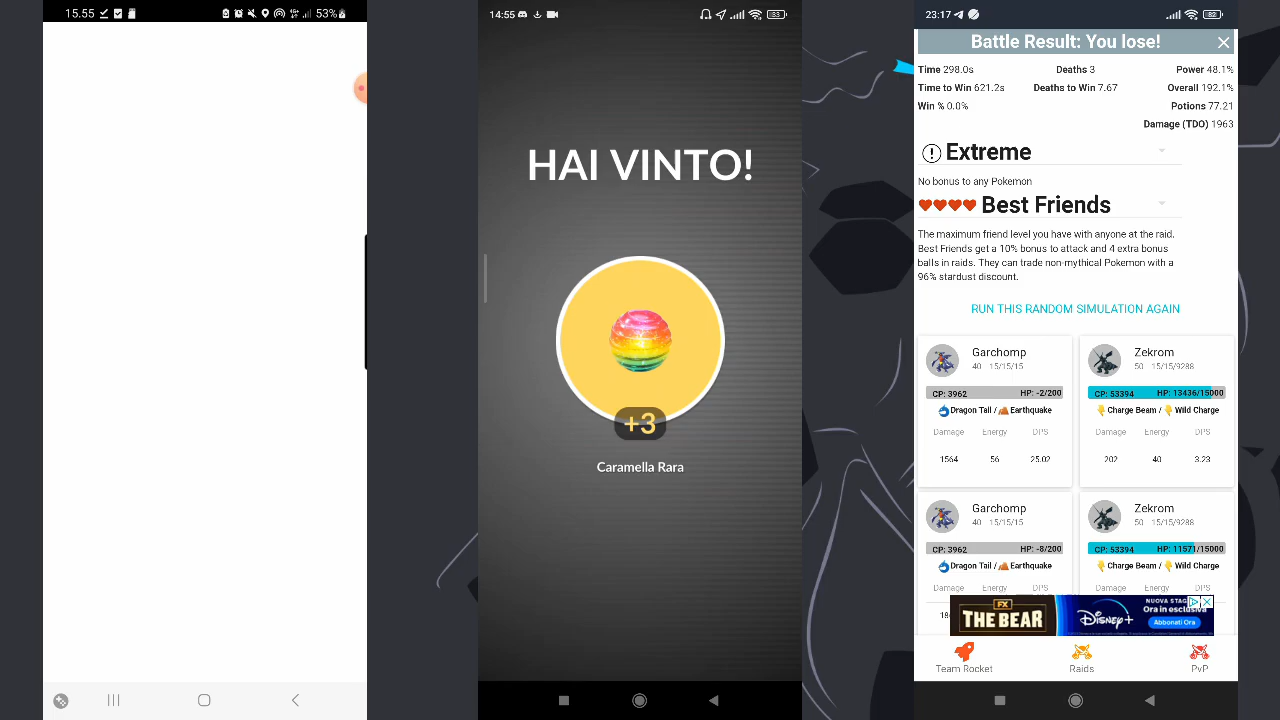 15.55
53%
14:55
53
HAI VINTO!
+3
Caramella Rara
23:17
62
Battle Result: You lose!
Time 298.0s Deaths 3 Power 48.1%
Time to Win 621.2s Deaths to Win 7.67 Overall 192.1%
Win % 0.0% Potions 77.21
Damage (TDO) 1963
Extreme
No bonus to any Pokemon
Best Friends
The maximum friend level you have with anyone at the raid.
Best Friends get a 10% bonus to attack and 4 extra bonus
balls in raids. They can trade non-mythical Pokemon with a
96% stardust discount.
RUN THIS RANDOM SIMULATION AGAIN
Garchomp
40 15/15/15
CP: 3962 HP: -2/200
Dragon Tail / Earthquake
Damage Energy DPS
1564 56 25.02
Zekrom
50 15/15/9288
CP: 53394 HP: 13436/15000
Charge Beam / Wild Charge
Damage Energy DPS
202 40 3.23
Garchomp
40 15/15/15
CP: 3962 HP: -8/200
Dragon Tail / Earthquake
Damage Energy DPS
Zekrom
50 15/15/9288
CP: 53394 HP: 11571/15000
Charge Beam / Wild Charge
Damage Energy DPS
FX
THE BEAR
Disney+
Ora in esclusiva
Abbonati Ora
Team Rocket Raids PvP